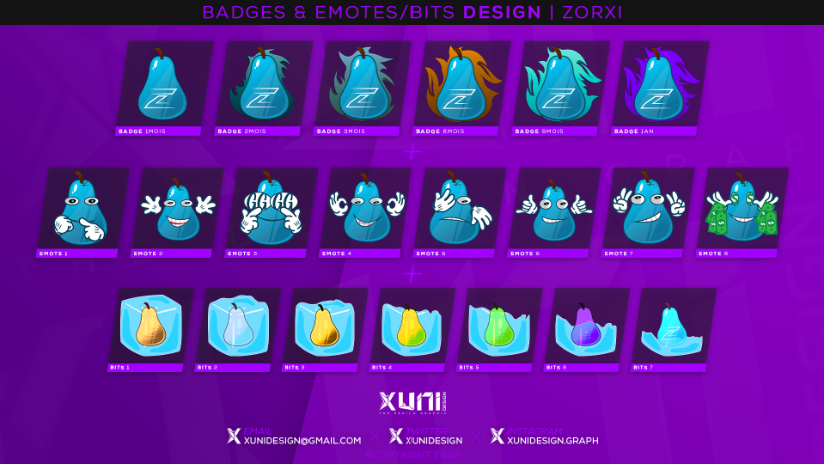 BADGES & EMOTES/BITS DESIGN | ZORXI
BADGE 1MOIS
BADGE 2MOIS
BADGE 3MOIS
BADGE 6MOIS
BADGE 9MOIS
BADGE 1AN
+
EMOTE 1
EMOTE 2
HAHA
EMOTE 3
EMOTE 4
EMOTE 5
EMOTE 6
EMOTE 7
EMOTE 8
+
BITS 1
BITS 2
BITS 3
BITS 4
BITS 5
BITS 6
BITS 7
XUNI DESIGN
EMAIL
XUNIDESIGN@GMAIL.COM
X
TWITTER
XUNIDESIGN
X
INSTAGRAM
XUNIDESIGN.GRAPH